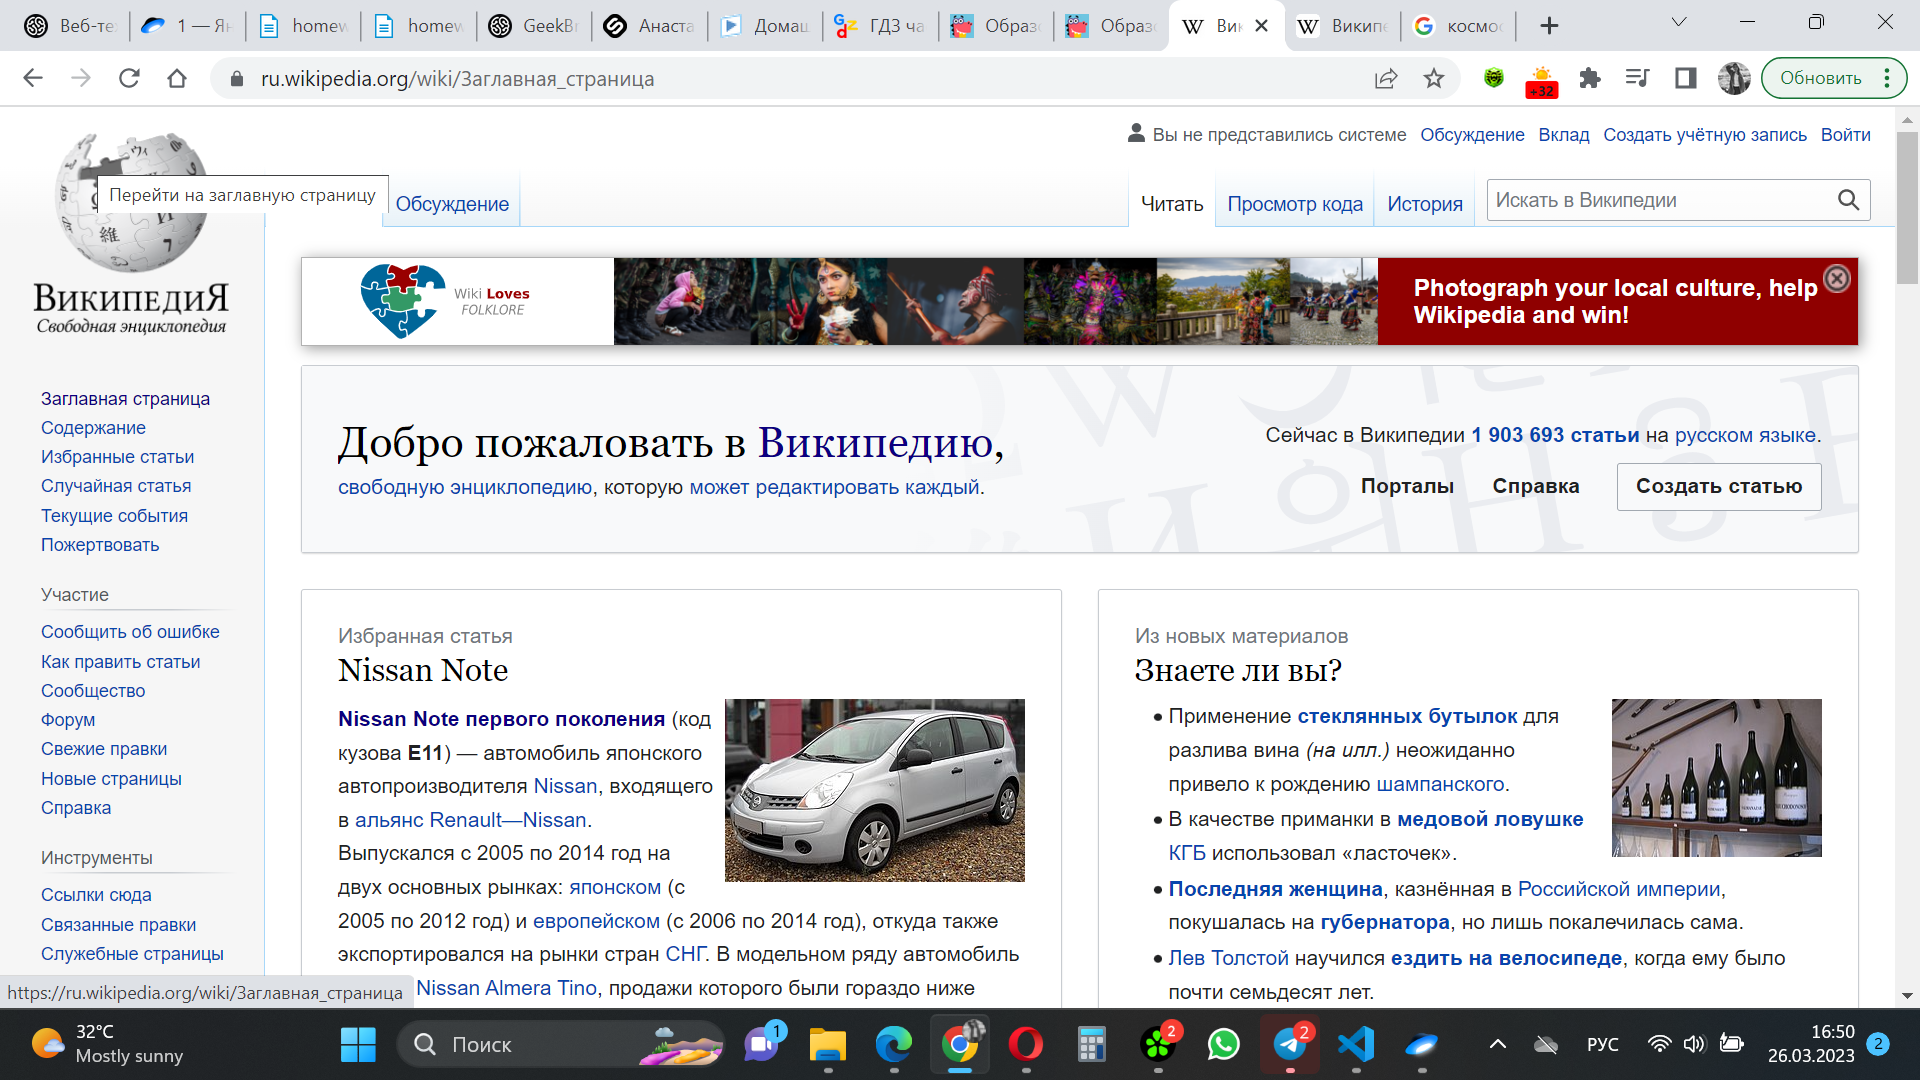 Веб-те
1 — Ян
homew
homew
GeekBr
Анаста
Домаш
ГДЗ ча
Образо
Образо
Вик
Википе
космос
ru.wikipedia.org/wiki/Заглавная_страница
+32
Обновить
Вы не представились системе Обсуждение Вклад Создать учётную запись Войти
Перейти на заглавную страницу
Обсуждение
Читать Просмотр кода История
Искать в Википедии
ВикипедиЯ
Свободная энциклопедия
Wiki Loves
FOLKLORE
Photograph your local culture, help
Wikipedia and win!
Заглавная страница
Содержание
Избранные статьи
Случайная статья
Текущие события
Пожертвовать
Участие
Сообщить об ошибке
Как править статьи
Сообщество
Форум
Свежие правки
Новые страницы
Справка
Инструменты
Ссылки сюда
Связанные правки
Служебные страницы
Добро пожаловать в Википедию,
свободную энциклопедию, которую может редактировать каждый.
Сейчас в Википедии 1 903 693 статьи на русском языке.
Порталы Справка Создать статью
Избранная статья
Nissan Note
Nissan Note первого поколения (код
кузова E11) — автомобиль японского
автопроизводителя Nissan, входящего
в альянс Renault—Nissan.
Выпускался с 2005 по 2014 год на
двух основных рынках: японском (с
2005 по 2012 год) и европейском (с 2006 по 2014 год), откуда также
экспортировался на рынки стран СНГ. В модельном ряду автомобиль
Nissan Almera Tino, продажи которого были гораздо ниже
Из новых материалов
Знаете ли вы?
Применение стеклянных бутылок для
разлива вина (на илл.) неожиданно
привело к рождению шампанского.
В качестве приманки в медовой ловушке
КГБ использовал «ласточек».
Последняя женщина, казнённая в Российской империи,
покушалась на губернатора, но лишь покалечилась сама.
Лев Толстой научился ездить на велосипеде, когда ему было
почти семьдесят лет.
https://ru.wikipedia.org/wiki/Заглавная_страница
32°C
Mostly sunny
Поиск
1
2
2
РУС
16:50
26.03.2023
2